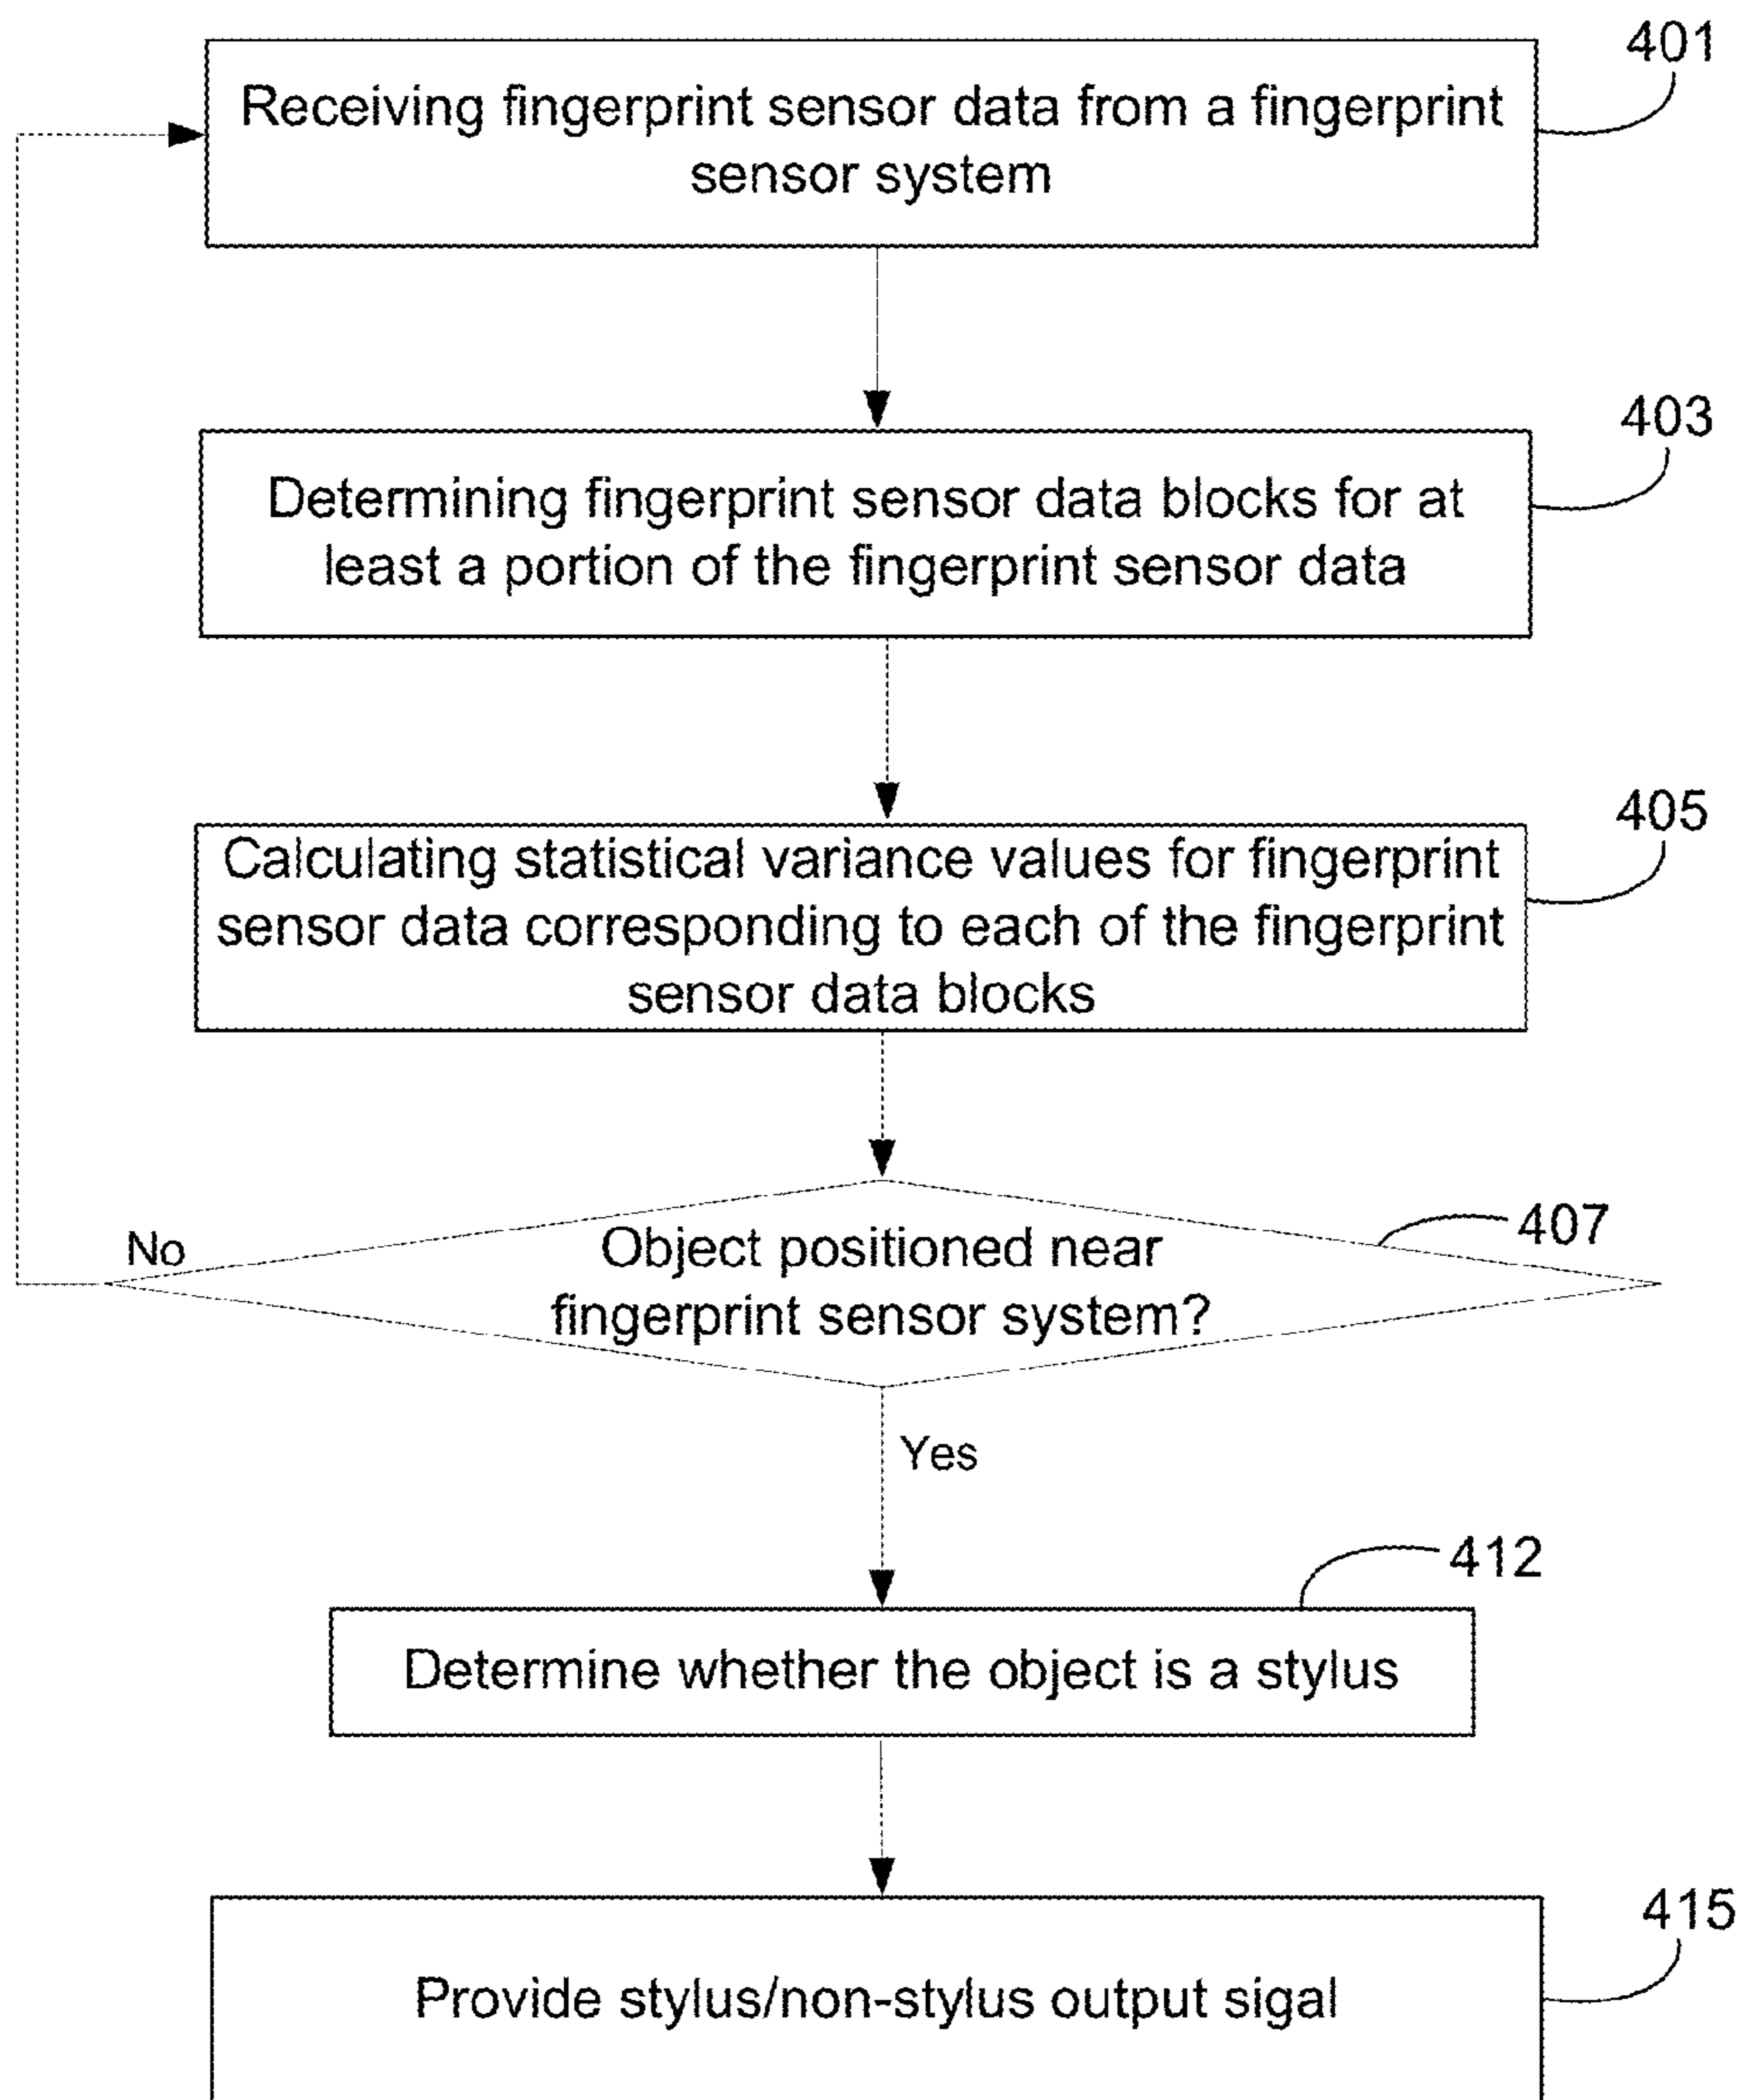 401
Receiving fingerprint sensor data from a fingerprint
sensor system
403
Determining fingerprint sensor data blocks for at
least a portion of the fingerprint sensor data
405
Calculating statistical variance values for fingerprint
sensor data corresponding to each of the fingerprint
sensor data blocks
407
No
Object positioned near
fingerprint sensor system?
Yes
412
Determine whether the object is a stylus
415
Provide stylus/non-stylus output sigal